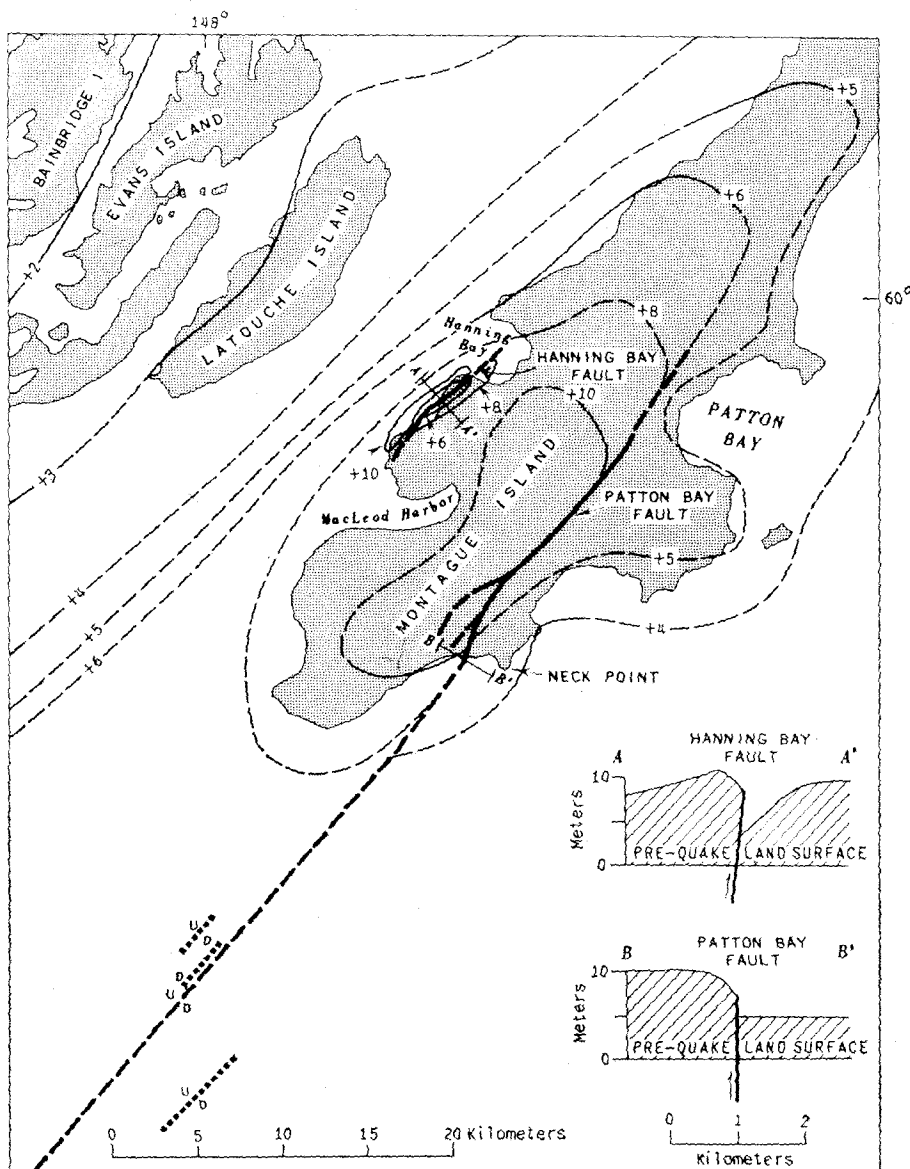 148°
BAINBRIDGE I
EVANS ISLAND
LATOUCHE ISLAND
+5
+6
+2
60°
+8
Hanning
Bay
HANNING BAY
FAULT
+10
A
+8
A'
+6
PATTON
BAY
+10
+3
MacLeod Harbor
MONTAGUE ISLAND
PATTON BAY
FAULT
+5
+4
+4
+5
+6
B
B'
NECK POINT
HANNING BAY
FAULT
A
A'
10
Meters
PRE-QUAKE LAND SURFACE
0
U
D
D
U
D
U
D
PATTON BAY
FAULT
B
B'
10
Meters
PRE-QUAKE LAND SURFACE
0
0 5 10 15 20 Kilometers
0 1 2
Kilometers